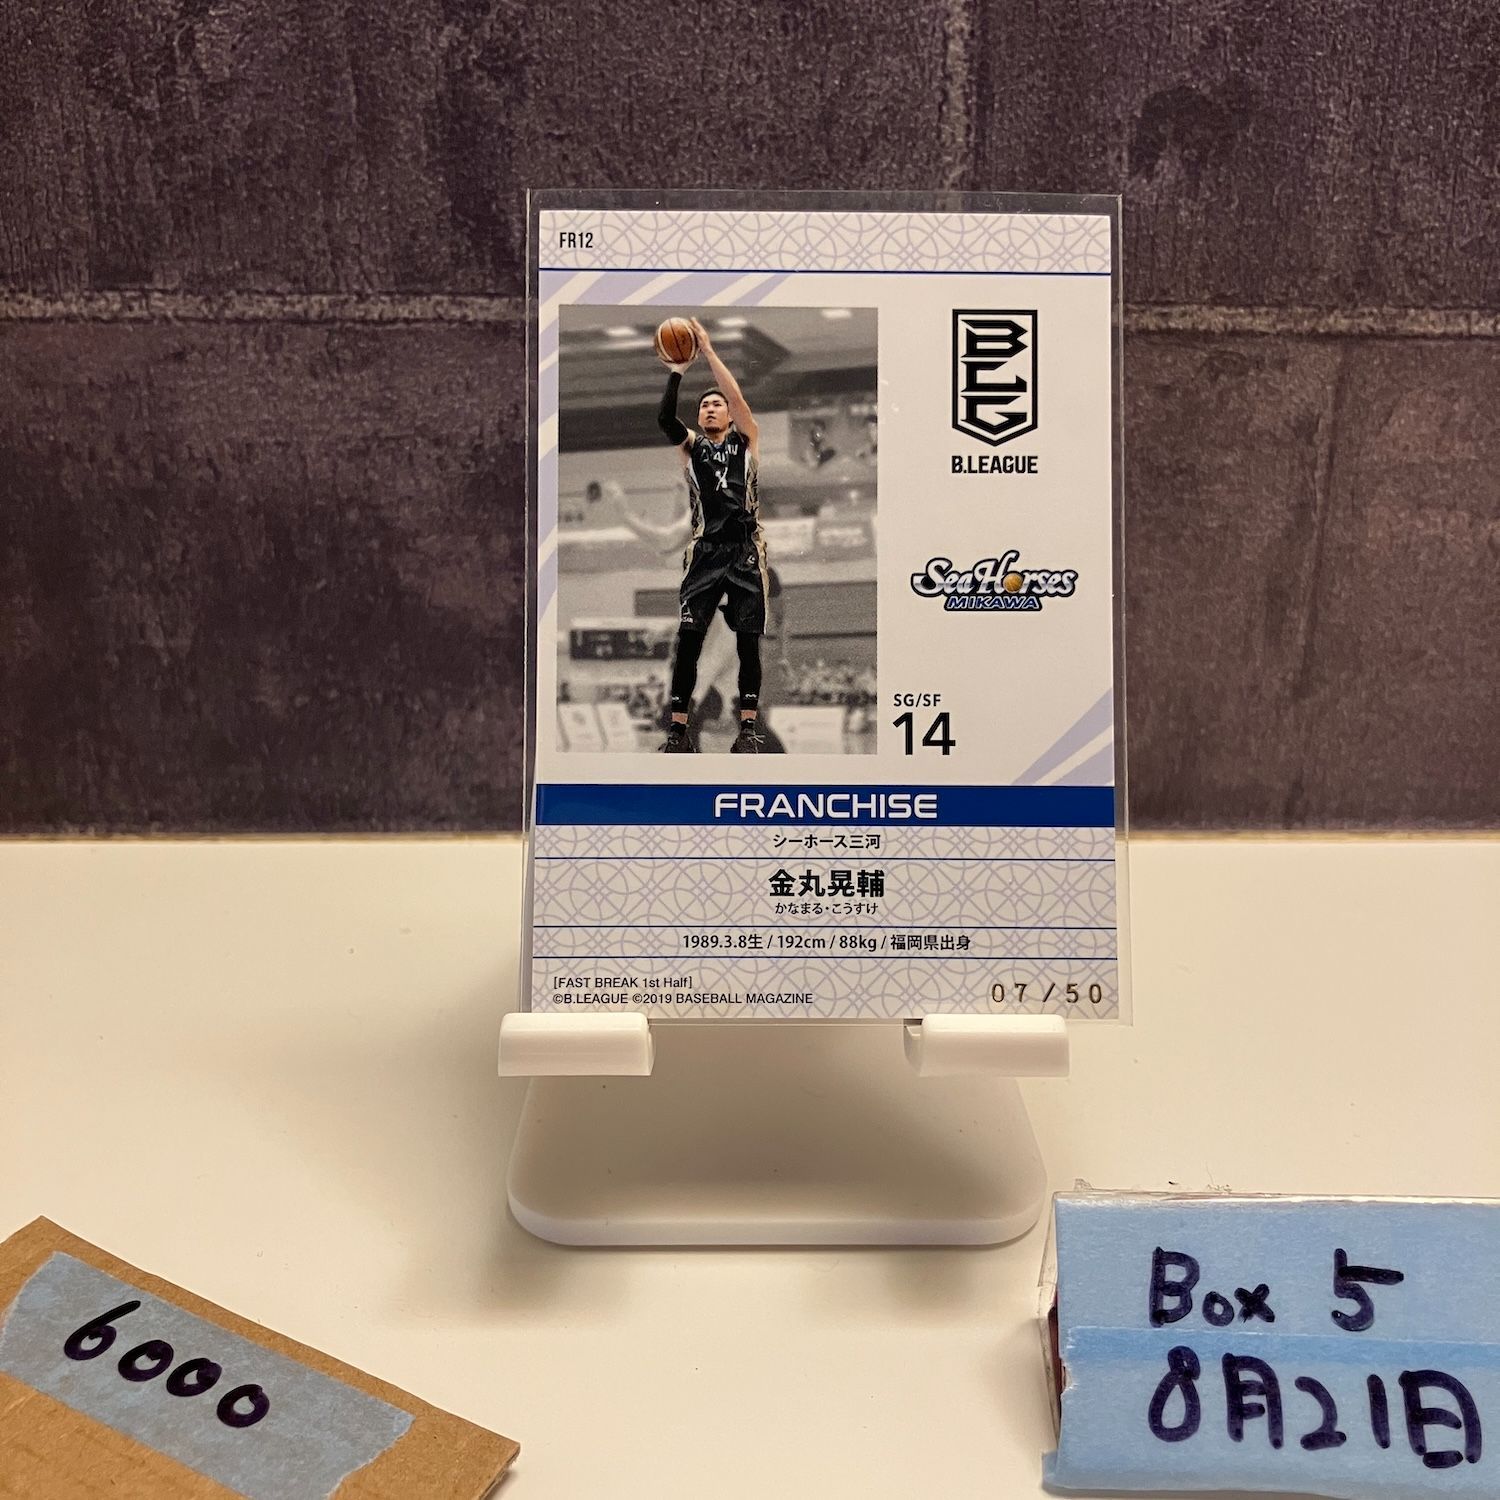 FR12
BLG
B.LEAGUE
SeaHorses
MIKAWA
SG/SF
14
FRANCHISE
シーホース三河
金丸晃輔
かなまる・こうすけ
1989.3.8生 / 192cm / 88kg / 福岡県出身
[FAST BREAK 1st Half]
©B.LEAGUE ©2019 BASEBALL MAGAZINE
07/50
6000
Box 5
8月21日